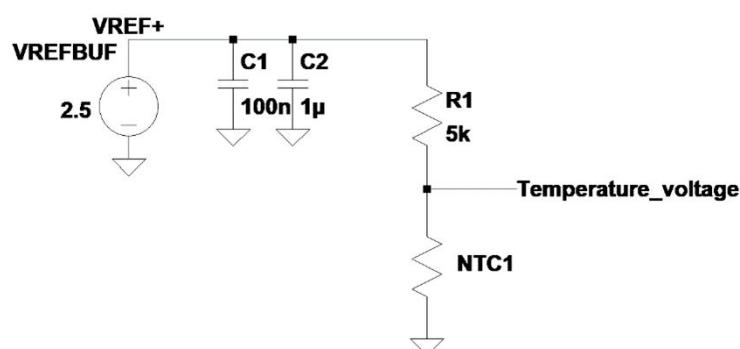 VREF+
VREFBUF
2.5
C1
100n
C2
1µ
R1
5k
Temperature_voltage
NTC1